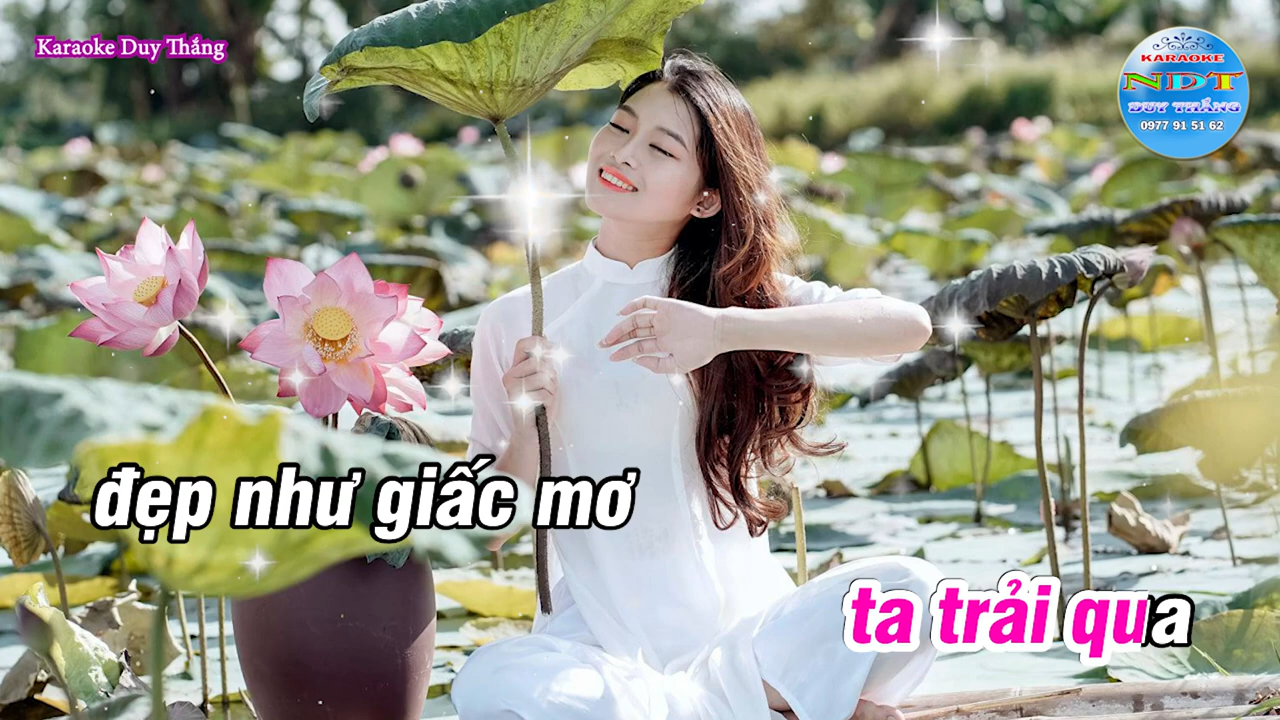 Karaoke Duy Thắng
KARAOKE
NDT
DUY THẮNG
0977 91 51 62
đẹp như giấc mơ
ta trải qua